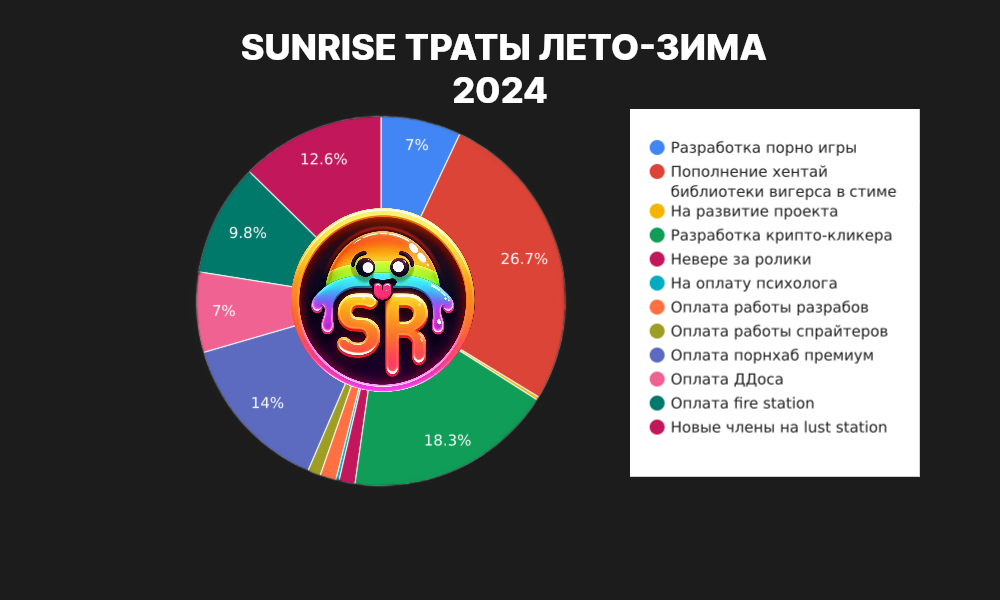 SUNRISE ТРАТЫ ЛЕТО-ЗИМА
2024
7%
12.6%
9.8%
26.7%
7%
14%
18.3%
SR
Разработка порно игры
Пополнение хентай
библиотеки вигерса в стиме
На развитие проекта
Разработка крипто-кликера
Невере за ролики
На оплату психолога
Оплата работы разрабов
Оплата работы спрайтеров
Оплата порнхаб премиум
Оплата ДДоса
Оплата fire station
Новые члены на lust station